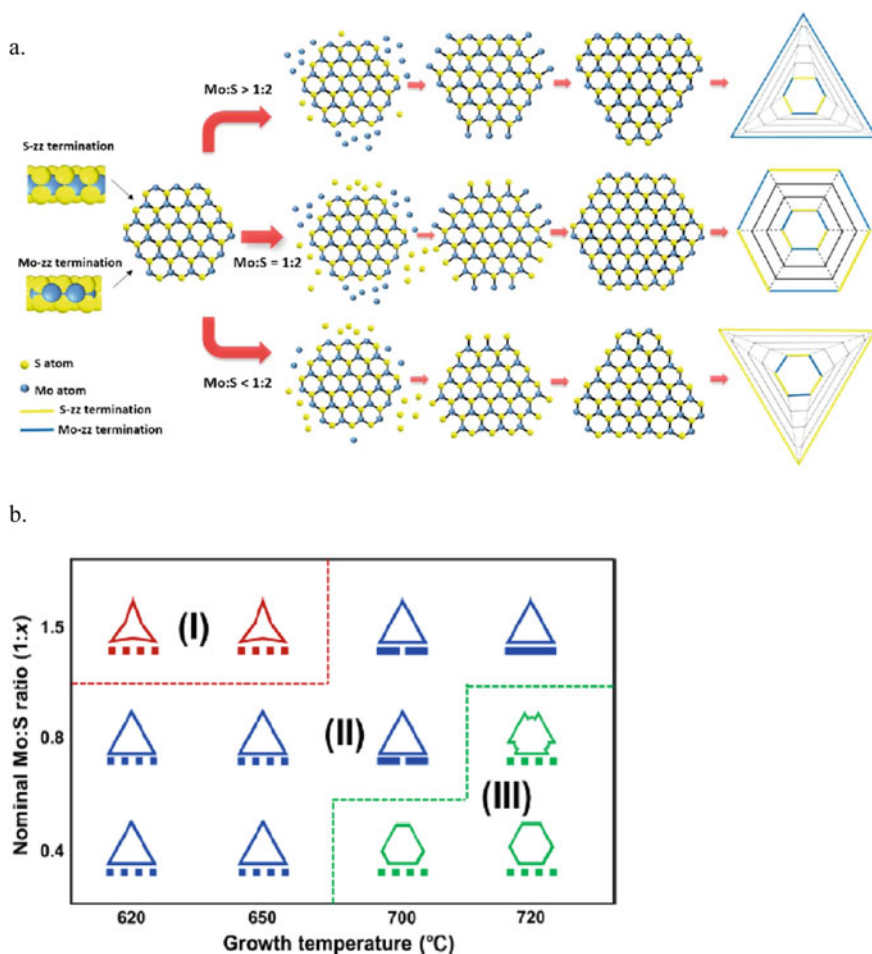 a.
Mo:S > 1:2
S-zz termination
Mo-zz termination
Mo:S = 1:2
S atom
Mo atom
Mo:S < 1:2
S-zz termination
Mo-zz termination
b.
Nominal Mo:S ratio (1:x)
1.5
(I)
0.8
(II)
(III)
0.4
620 650 700 720
Growth temperature (°C)